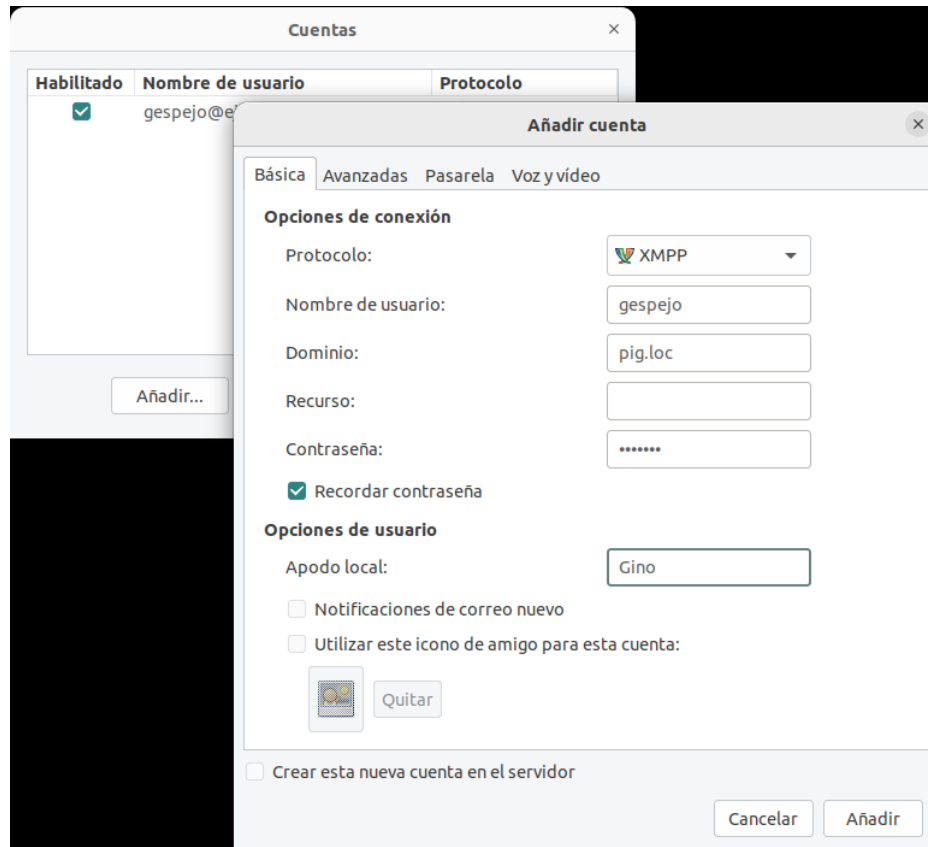 Cuentas
Habilitado Nombre de usuario Protocolo
gespejo@e
Añadir...
Añadir cuenta
Básica Avanzadas Pasarela Voz y vídeo
Opciones de conexión
Protocolo: XMPP
Nombre de usuario: gespejo
Dominio: pig.loc
Recurso:
Contraseña: •••••••
Recordar contraseña
Opciones de usuario
Apodo local: Gino
Notificaciones de correo nuevo
Utilizar este icono de amigo para esta cuenta:
Quitar
Crear esta nueva cuenta en el servidor
Cancelar Añadir